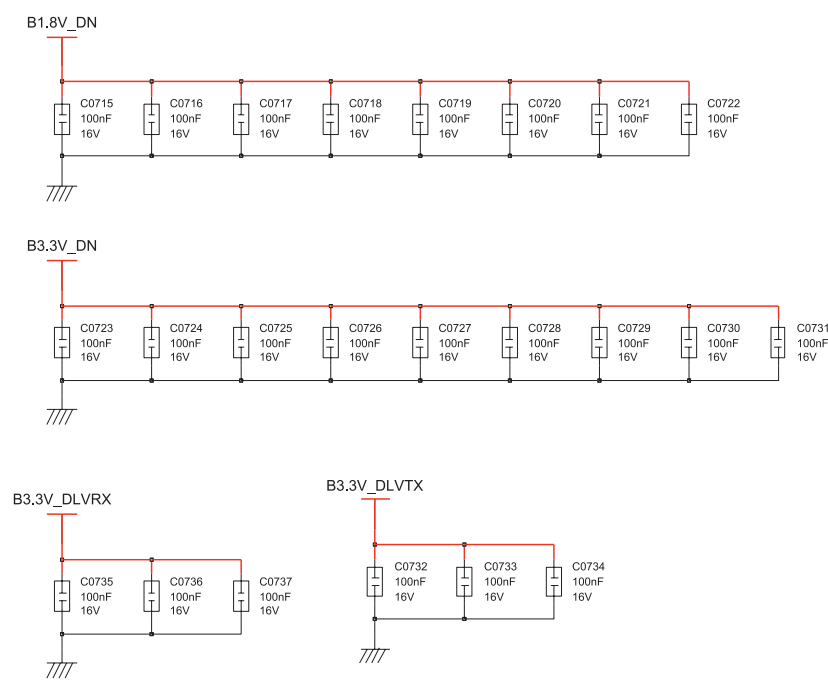 B1.8V_DN
C0715 C0716 C0717 C0718 C0719 C0720 C0721 C0722
100nF 100nF 100nF 100nF 100nF 100nF 100nF 100nF
16V 16V 16V 16V 16V 16V 16V 16V
B3.3V_DN
C0723 C0724 C0725 C0726 C0727 C0728 C0729 C0730 C0731
100nF 100nF 100nF 100nF 100nF 100nF 100nF 100nF 100nF
16V 16V 16V 16V 16V 16V 16V 16V 16V
B3.3V_DLVRX
C0735 C0736 C0737
100nF 100nF 100nF
16V 16V 16V
B3.3V_DLVTX
C0732 C0733 C0734
100nF 100nF 100nF
16V 16V 16V